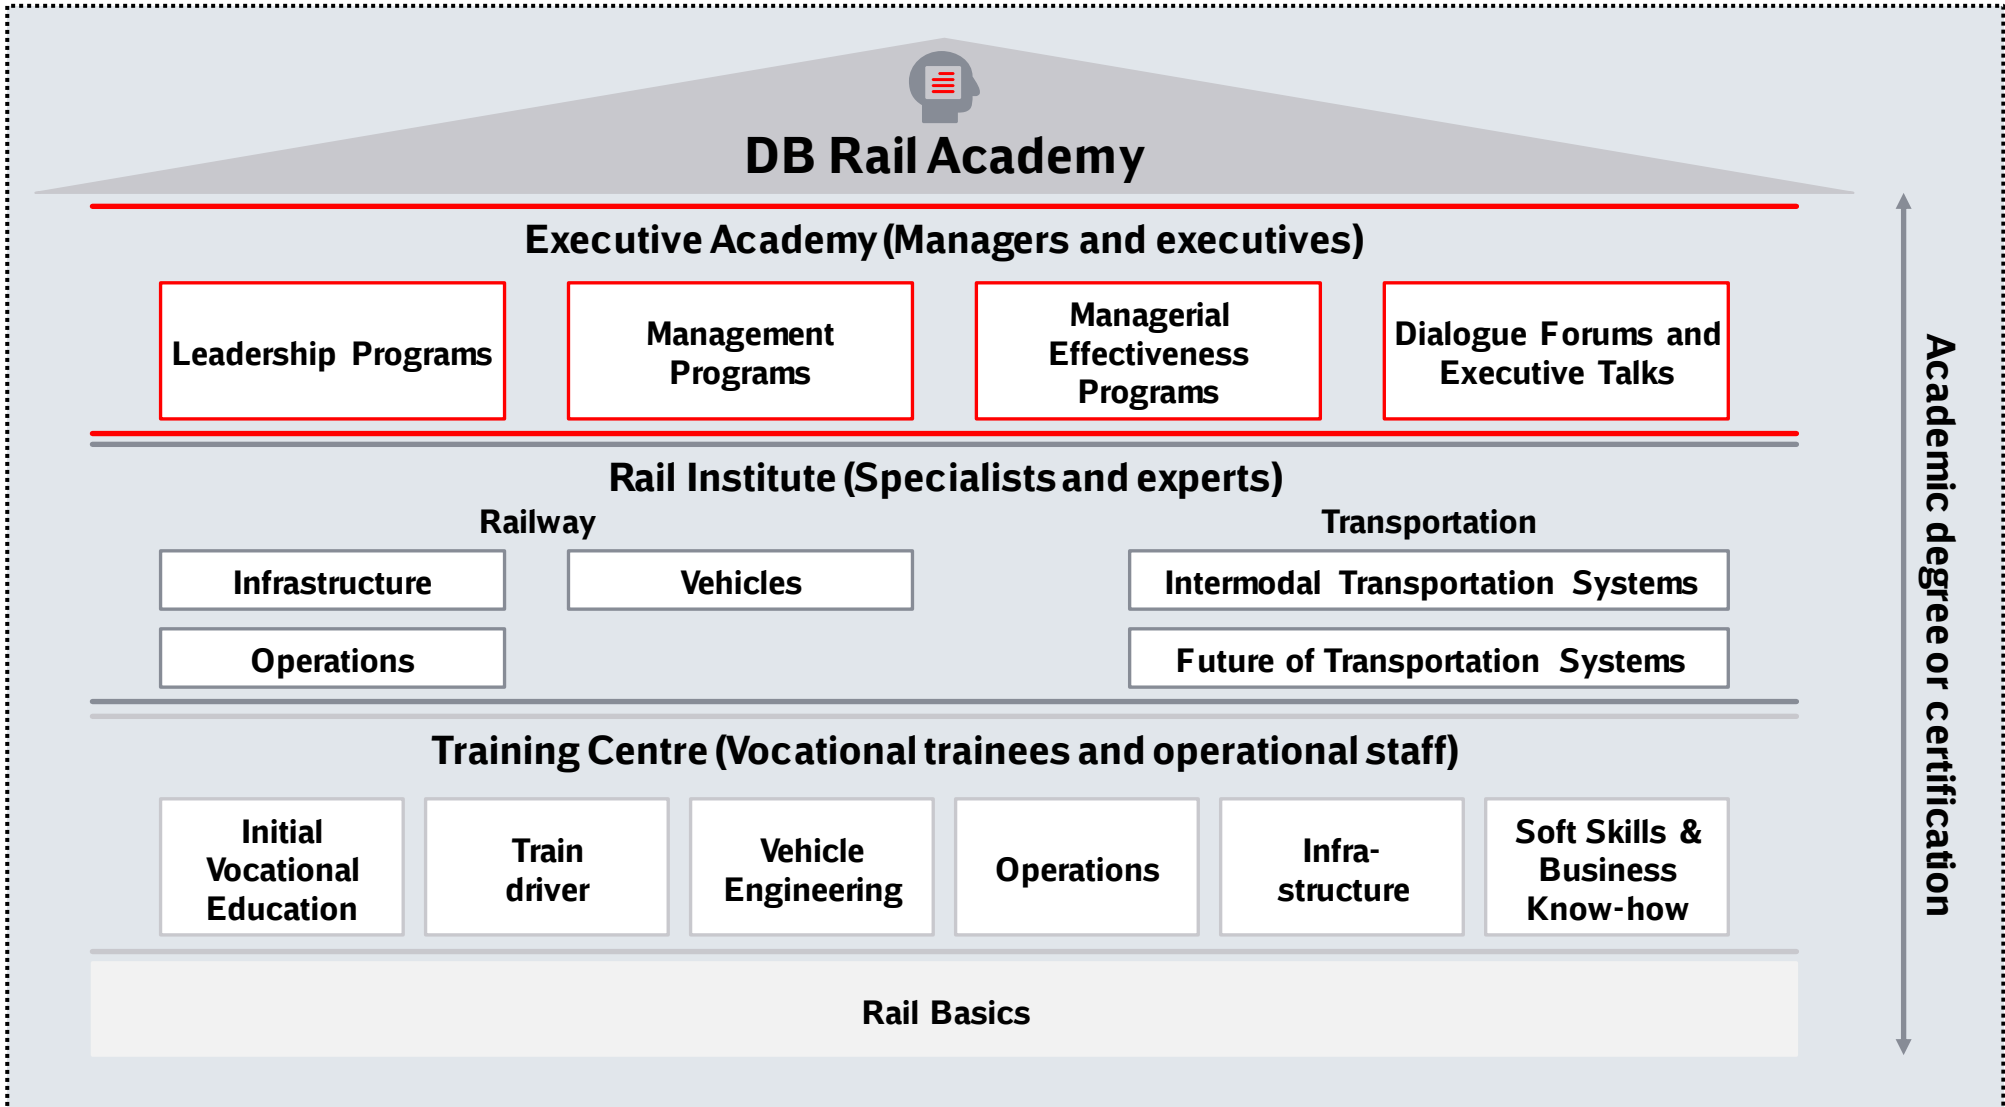 DB Rail Academy
Executive Academy (Managers and executives)
Leadership Programs
Management
Programs
Managerial
Effectiveness
Programs
Dialogue Forums and
Executive Talks
Rail Institute (Specialists and experts)
Railway
Infrastructure
Vehicles
Operations
Transportation
Intermodal Transportation Systems
Future of Transportation Systems
Training Centre (Vocational trainees and operational staff)
Initial
Vocational
Education
Train
driver
Vehicle
Engineering
Operations
Infra-
structure
Soft Skills &
Business
Know-how
Rail Basics
Academic degree or certification